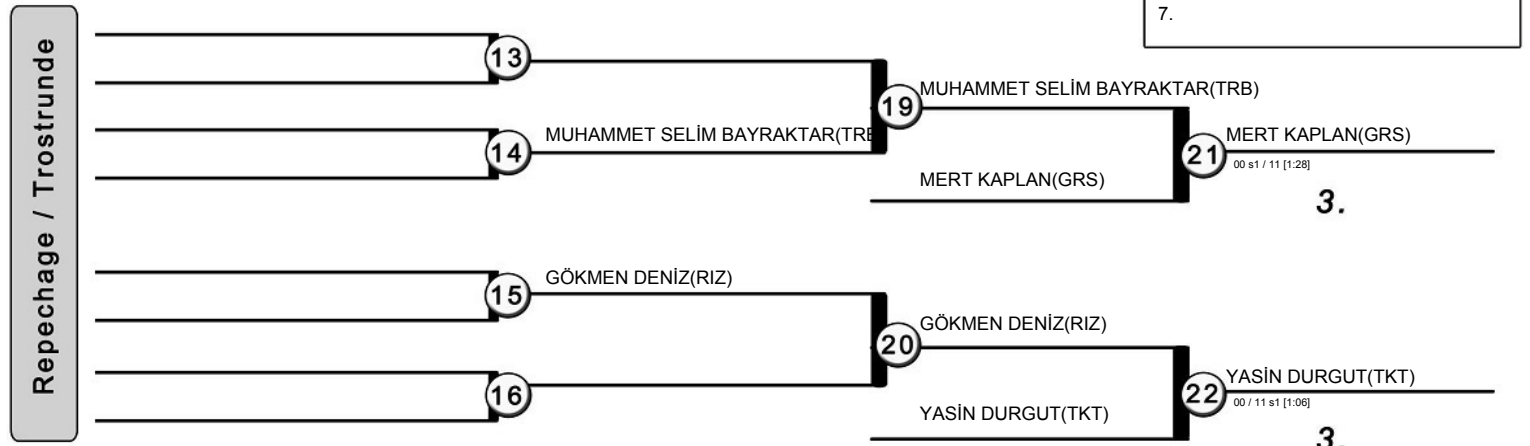 Repechage / Trostrunde
7.
13
19
MUHAMMET SELİM BAYRAKTAR(TRB)
14
MUHAMMET SELİM BAYRAKTAR(TRB
21
MERT KAPLAN(GRS)
00 s1 / 11 [1:28]
MERT KAPLAN(GRS)
3.
15
GÖKMEN DENİZ(RIZ)
20
GÖKMEN DENİZ(RIZ)
16
22
YASİN DURGUT(TKT)
00 / 11 s1 [1:06]
YASİN DURGUT(TKT)
3.